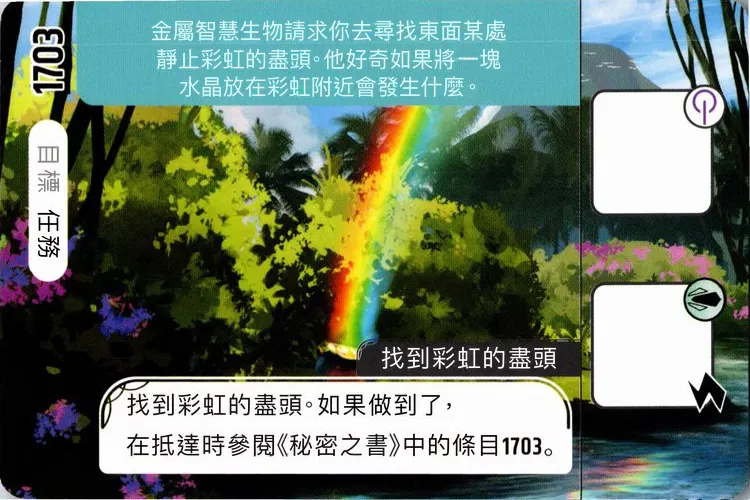 1703
目標 任務
金屬智慧生物請求你去尋找東面某處
靜止彩虹的盡頭。他好奇如果將一塊
水晶放在彩虹附近會發生什麼。
找到彩虹的盡頭
找到彩虹的盡頭。如果做到了，
在抵達時參閱《秘密之書》中的條目1703。